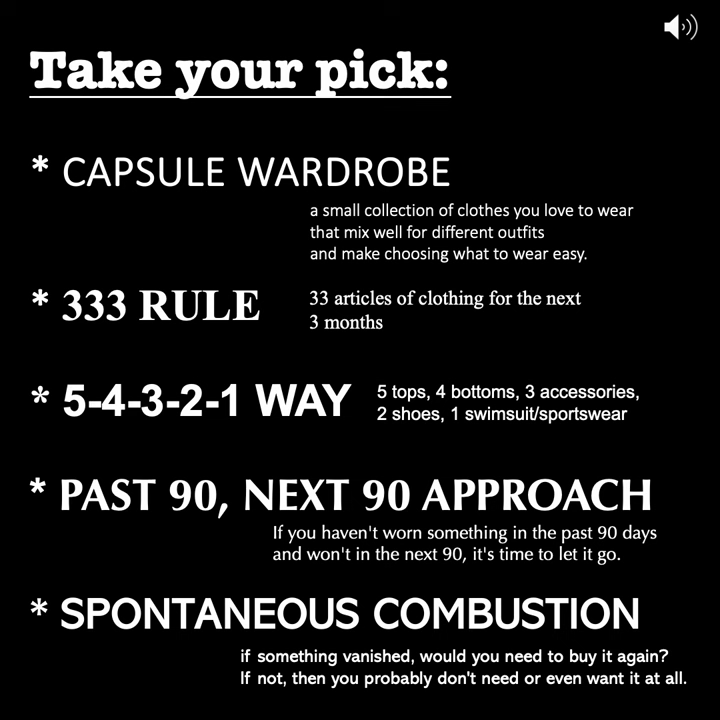 Take your pick:
* CAPSULE WARDROBE
a small collection of clothes you love to wear
that mix well for different outfits
and make choosing what to wear easy.
* 333 RULE
33 articles of clothing for the next
3 months
* 5-4-3-2-1 WAY
5 tops, 4 bottoms, 3 accessories,
2 shoes, 1 swimsuit/sportswear
* PAST 90, NEXT 90 APPROACH
If you haven't worn something in the past 90 days
and won't in the next 90, it's time to let it go.
* SPONTANEOUS COMBUSTION
if something vanished, would you need to buy it again?
If not, then you probably don't need or even want it at all.